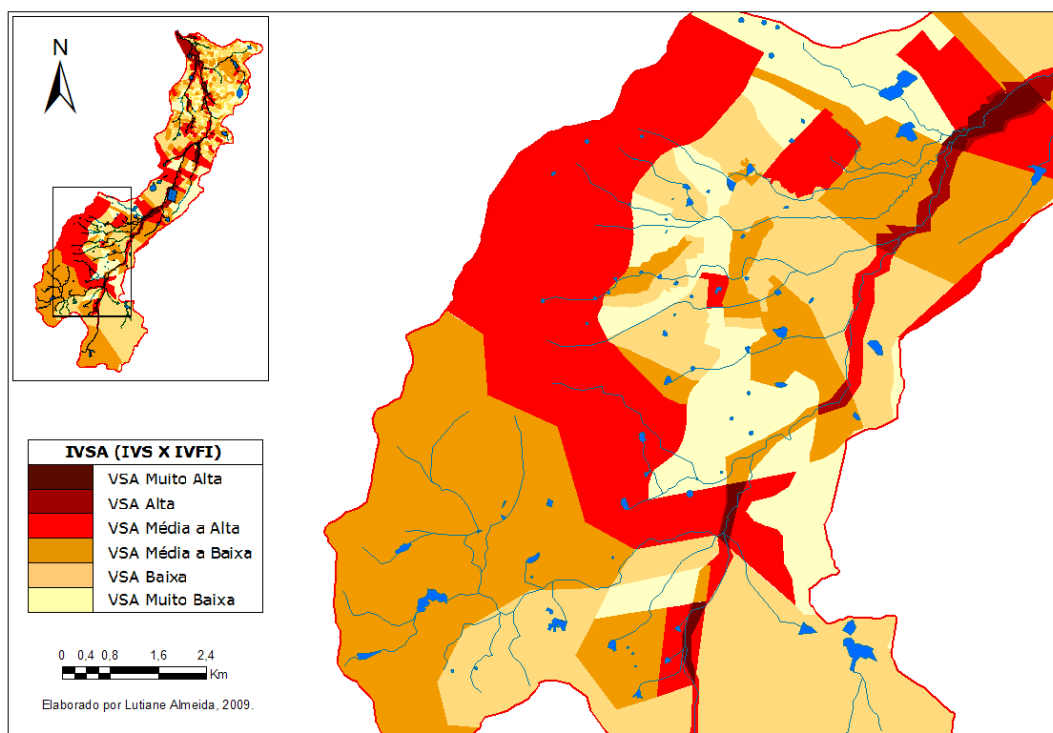 N
IVSA (IVS X IVFI)
VSA Muito Alta
VSA Alta
VSA Média a Alta
VSA Média a Baixa
VSA Baixa
VSA Muito Baixa
0 0,4 0,8 1,6 2,4
Km
Elaborado por Lutiane Almeida, 2009.